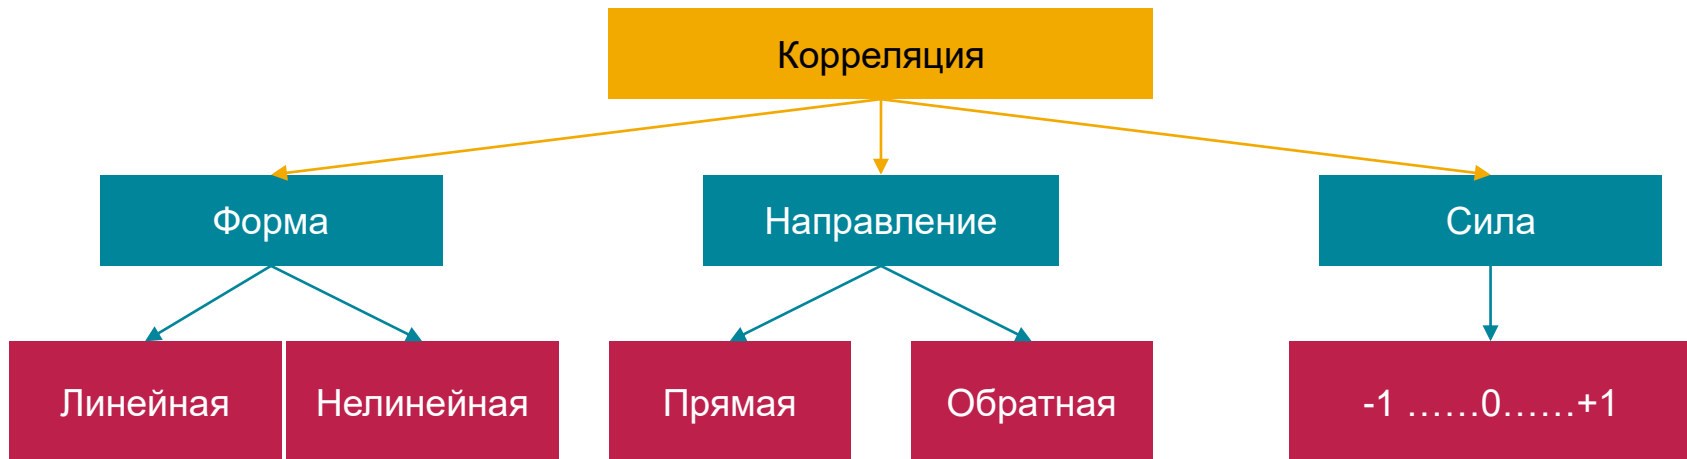 Корреляция
Форма
Направление
Сила
Линейная
Нелинейная
Прямая
Обратная
-1 ……0……+1